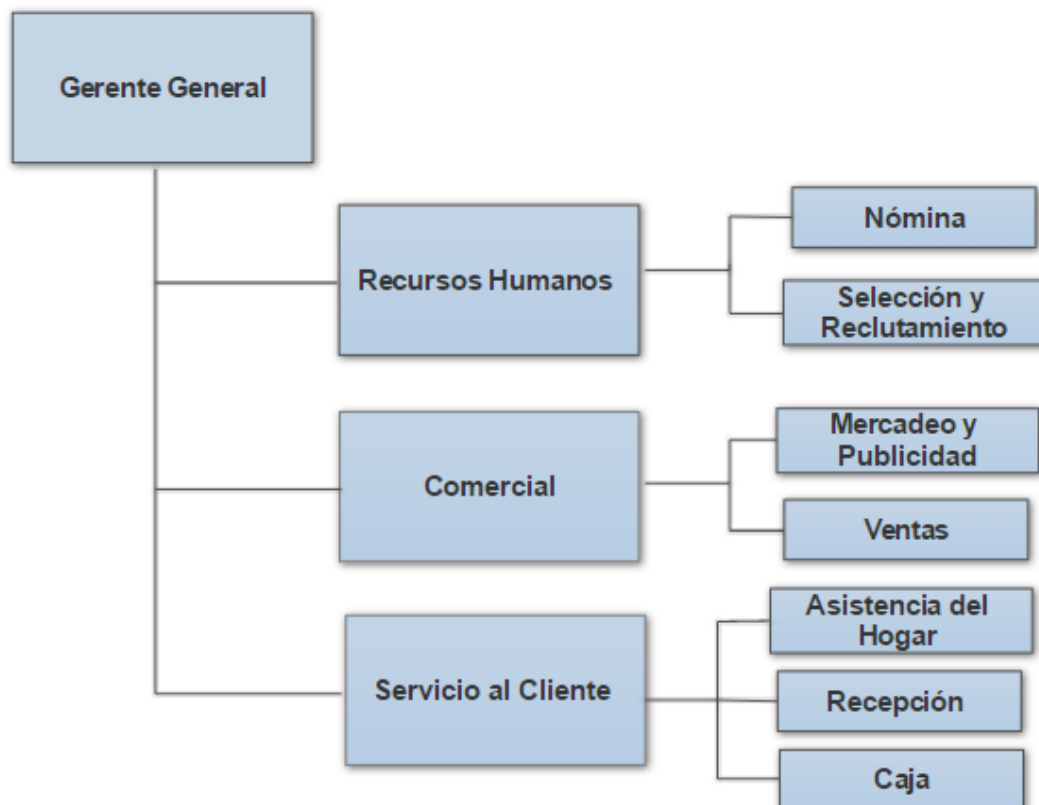 Gerente General
Recursos Humanos
Nómina
Selección y
Reclutamiento
Comercial
Mercadeo y
Publicidad
Ventas
Servicio al Cliente
Asistencia del
Hogar
Recepción
Caja